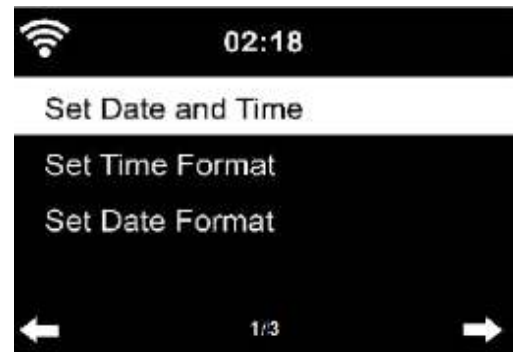 02:18
Set Date and Time
Set Time Format
Set Date Format
1/3